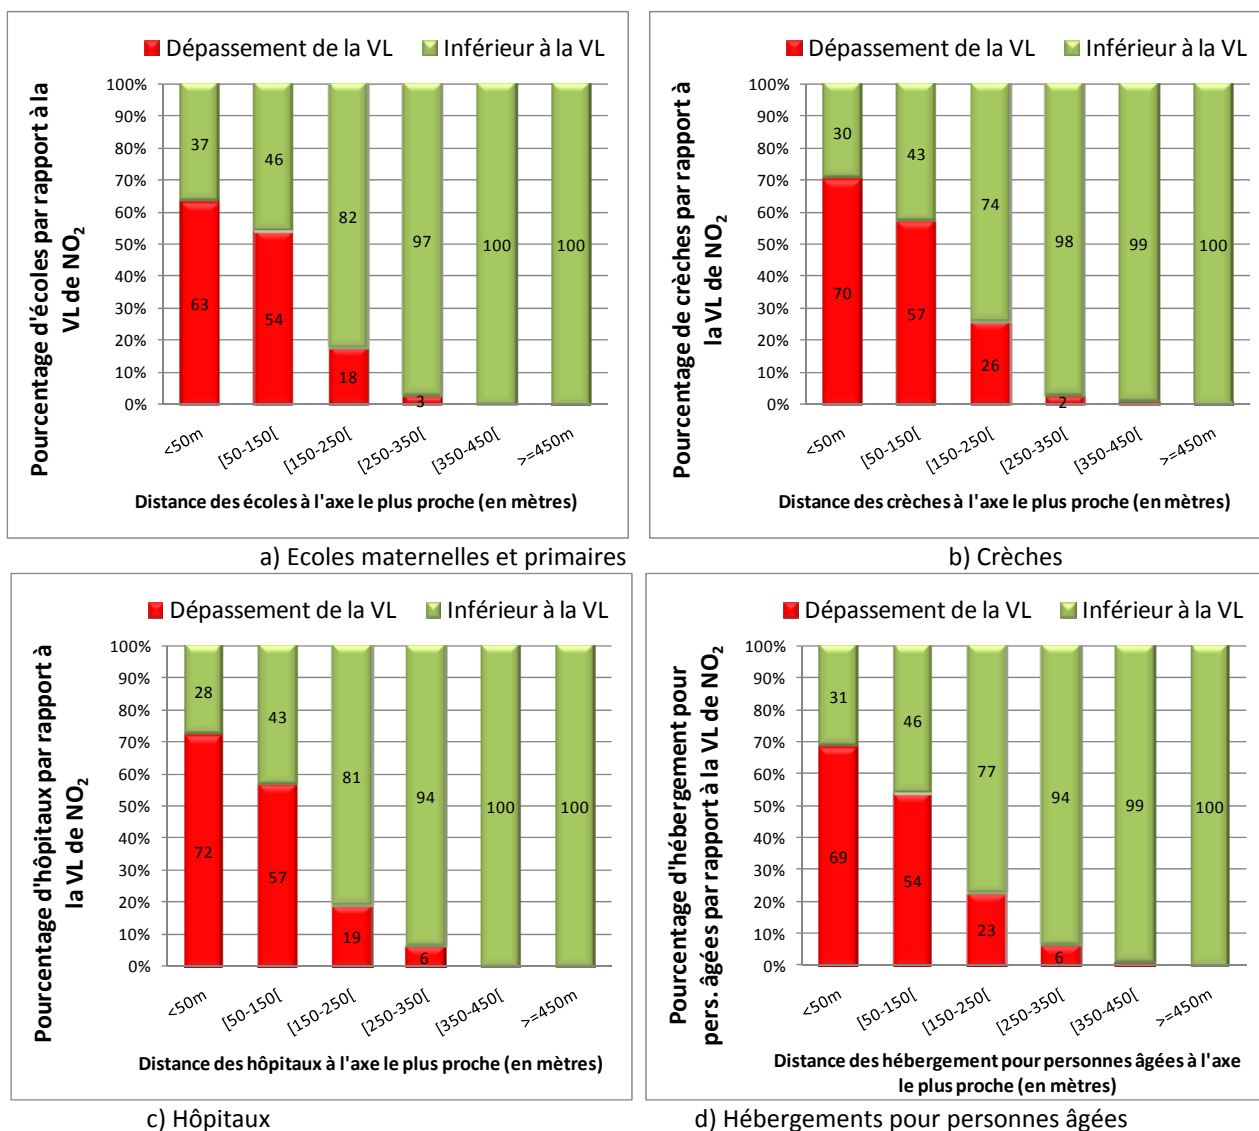 Dépassement de la VL Inférieur à la VL
Pourcentage d'écoles par rapport à la
VL de NO2
100%
90%
80%
70%
60%
50%
40%
30%
20%
10%
0%
37 46 82 97 100 100
63 54 18 3
<50m [50-150[ [150-250[ [250-350[ [350-450[ >=450m
Distance des écoles à l'axe le plus proche (en mètres)
a) Ecoles maternelles et primaires
Dépassement de la VL Inférieur à la VL
Pourcentage de crèches par rapport à
la VL de NO2
100%
90%
80%
70%
60%
50%
40%
30%
20%
10%
0%
30 43 74 98 99 100
70 57 26 2
<50m [50-150[ [150-250[ [250-350[ [350-450[ >=450m
Distance des crèches à l'axe le plus proche (en mètres)
b) Crèches
Dépassement de la VL Inférieur à la VL
Pourcentage d'hôpitaux par rapport à
la VL de NO2
100%
90%
80%
70%
60%
50%
40%
30%
20%
10%
0%
28 43 81 94 100 100
72 57 19 6
<50m [50-150[ [150-250[ [250-350[ [350-450[ >=450m
Distance des hôpitaux à l'axe le plus proche (en mètres)
c) Hôpitaux
Dépassement de la VL Inférieur à la VL
Pourcentage d'hébergement pour
pers. âgées par rapport à la VL de NO2
100%
90%
80%
70%
60%
50%
40%
30%
20%
10%
0%
31 46 77 94 99 100
69 54 23 6
<50m [50-150[ [150-250[ [250-350[ [350-450[ >=450m
Distance des hébergement pour personnes âgées à l'axe
le plus proche (en mètres)
d) Hébergements pour personnes âgées